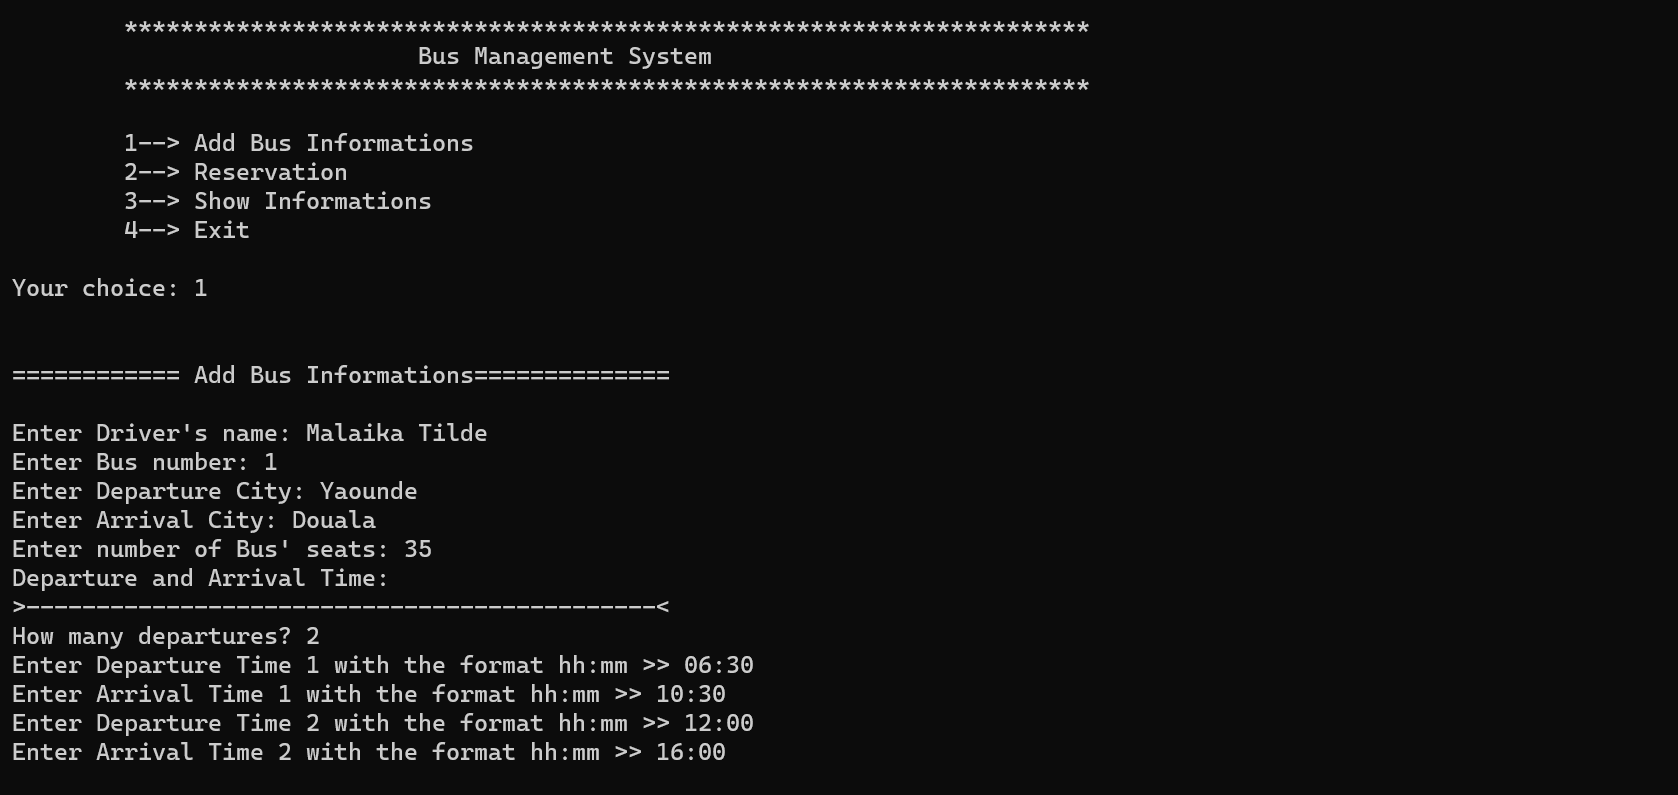 *********************************************************************
Bus Management System
*********************************************************************
1--> Add Bus Informations
2--> Reservation
3--> Show Informations
4--> Exit
Your choice: 1
============ Add Bus Informations==============
Enter Driver's name: Malaika Tilde
Enter Bus number: 1
Enter Departure City: Yaounde
Enter Arrival City: Douala
Enter number of Bus' seats: 35
Departure and Arrival Time:
>---------------------------------------------<
How many departures? 2
Enter Departure Time 1 with the format hh:mm >> 06:30
Enter Arrival Time 1 with the format hh:mm >> 10:30
Enter Departure Time 2 with the format hh:mm >> 12:00
Enter Arrival Time 2 with the format hh:mm >> 16:00